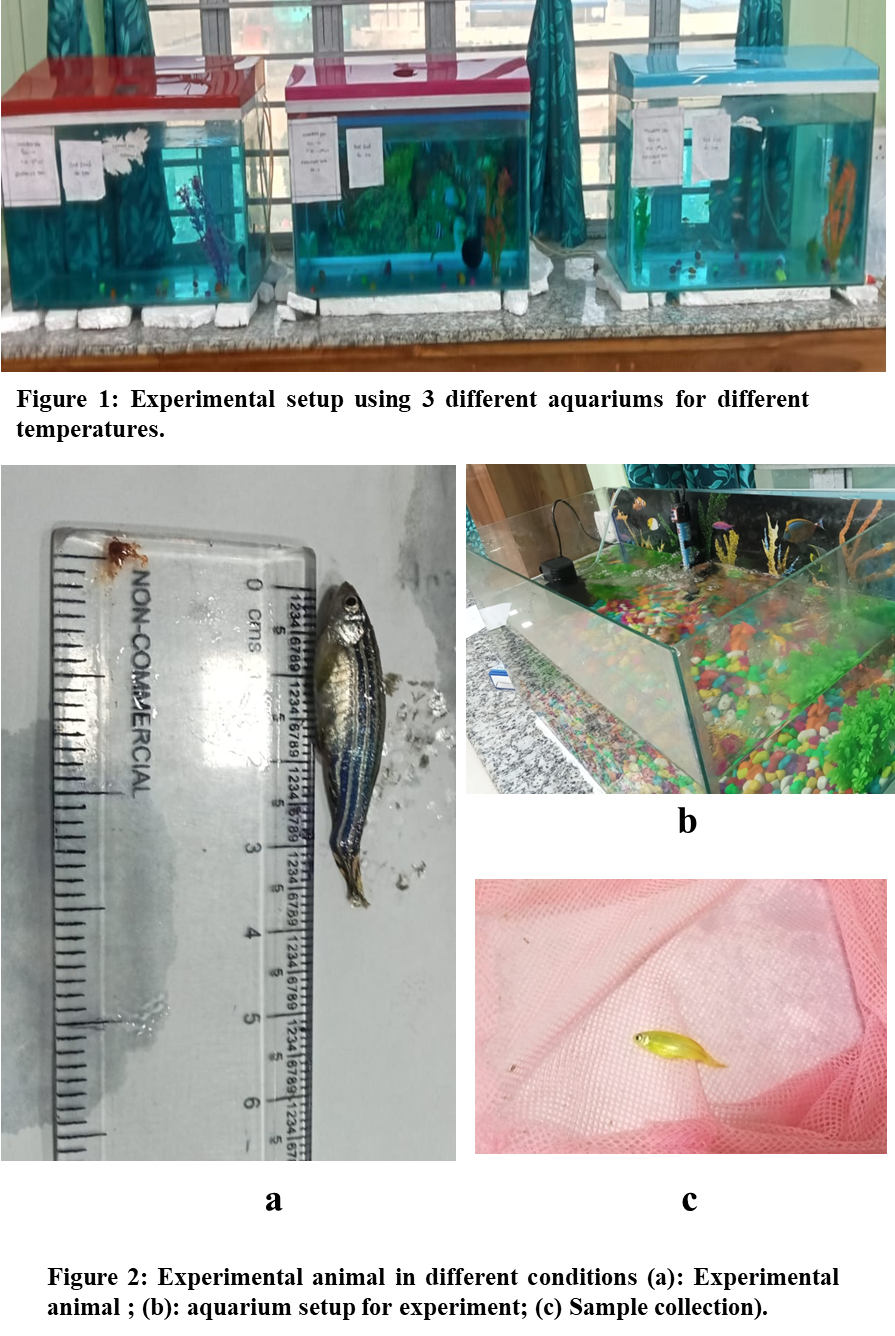 Figure 1: Experimental setup using 3 different aquariums for different
temperatures.
NON-COMMERCIAL
0 cms 1 2 3 4 5 6
b
a
c
Figure 2: Experimental animal in different conditions (a): Experimental
animal ; (b): aquarium setup for experiment; (c) Sample collection).